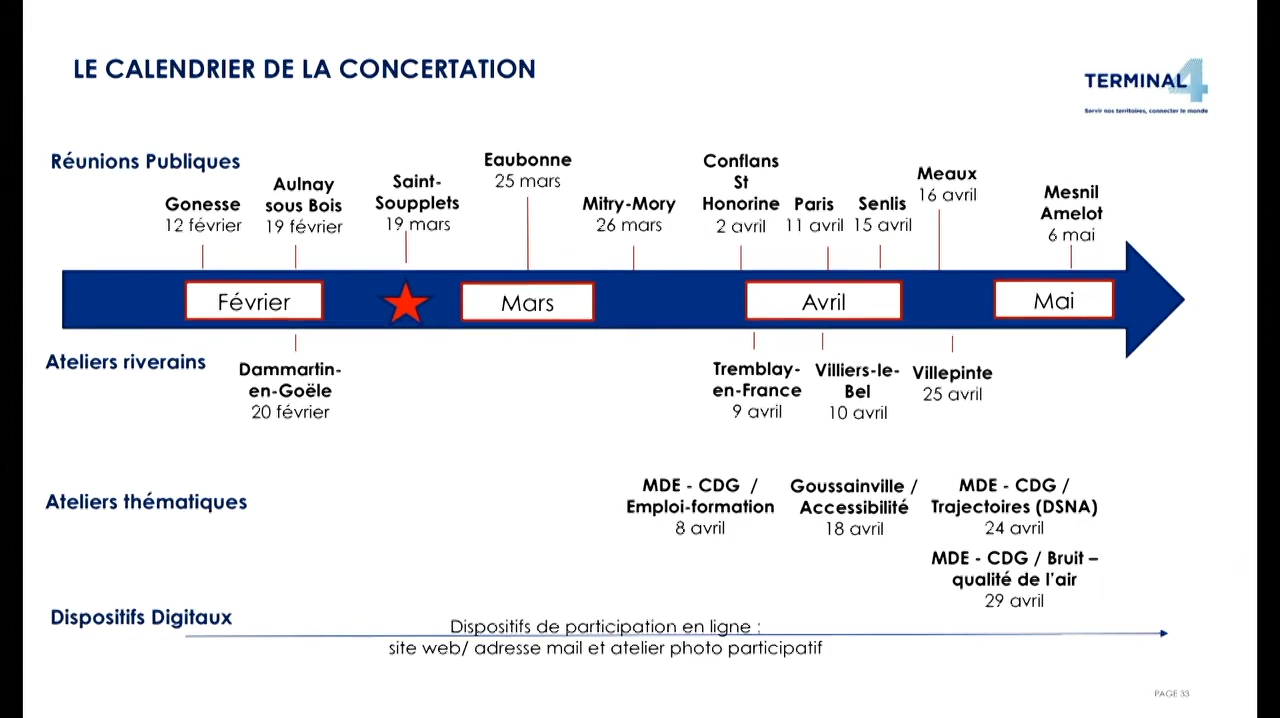 LE CALENDRIER DE LA CONCERTATION
TERMINAL 4
Servir nos territoires, connecter le monde
Réunions Publiques
Gonesse
12 février
Aulnay
sous Bois
19 février
Saint-
Soupplets
19 mars
Eaubonne
25 mars
Mitry-Mory
26 mars
Conflans
St
Honorine
2 avril
Paris
11 avril
Senlis
15 avril
Meaux
16 avril
Mesnil
Amelot
6 mai
Février
Mars
Avril
Mai
Ateliers riverains
Dammartin-
en-Goële
20 février
Tremblay-
en-France
9 avril
Villiers-le-
Bel
10 avril
Villepinte
25 avril
Ateliers thématiques
MDE - CDG /
Emploi-formation
8 avril
Goussainville /
Accessibilité
18 avril
MDE - CDG /
Trajectoires (DSNA)
24 avril
MDE - CDG / Bruit –
qualité de l'air
29 avril
Dispositifs Digitaux
Dispositifs de participation en ligne :
site web/ adresse mail et atelier photo participatif
PAGE 33